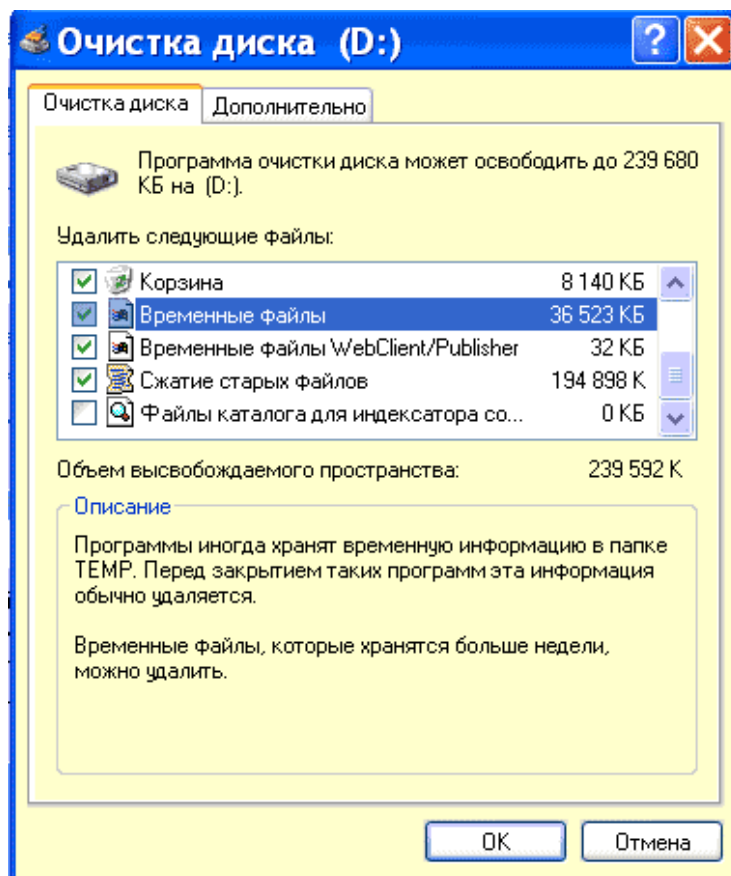 Очистка диска (D:)
Очистка диска
Дополнительно
Программа очистки диска может освободить до 239 680
КБ на (D:).
Удалить следующие файлы:
Корзина 8 140 КБ
Временные файлы 36 523 КБ
Временные файлы WebClient/Publisher 32 КБ
Сжатие старых файлов 194 898 К
Файлы каталога для индексатора со... 0 КБ
Объем высвобождаемого пространства: 239 592 К
Описание
Программы иногда хранят временную информацию в папке
TEMP. Перед закрытием таких программ эта информация
обычно удаляется.
Временные файлы, которые хранятся больше недели,
можно удалить.
OK
Отмена